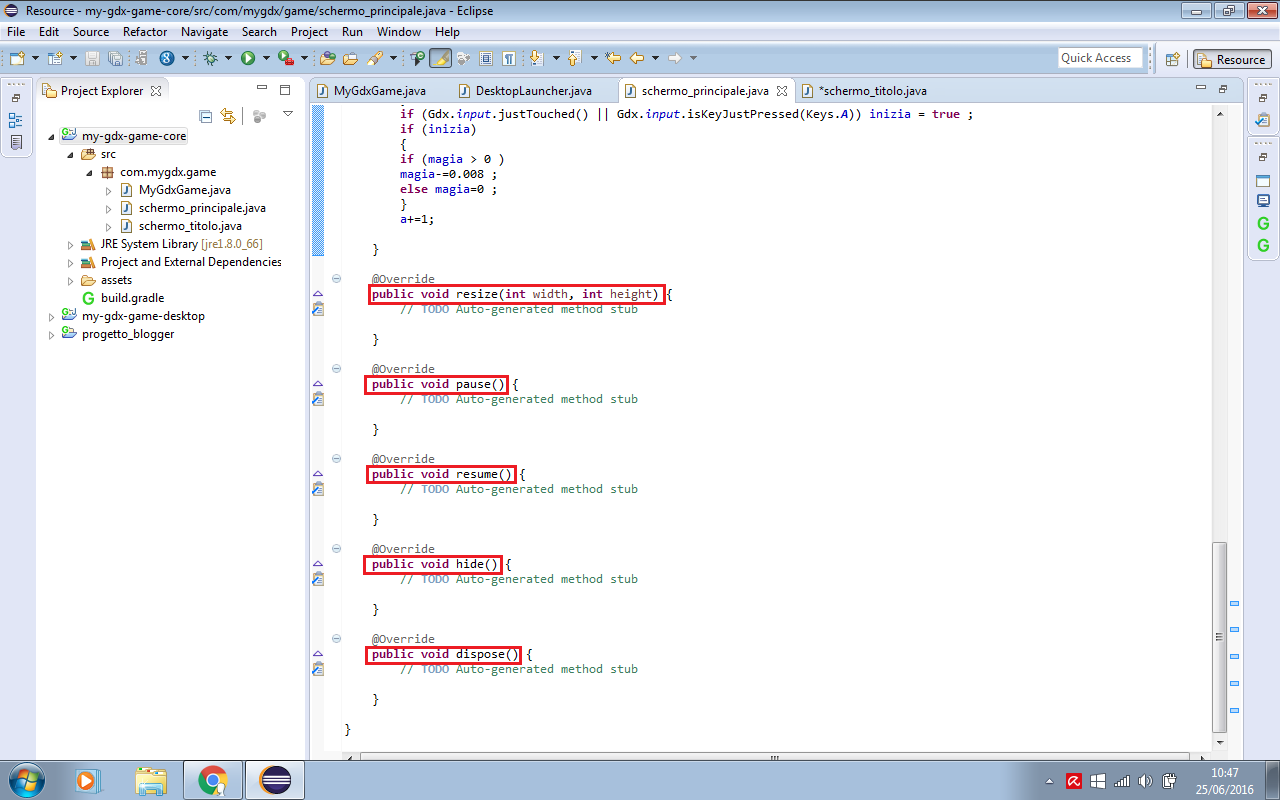 Resource - my-gdx-game-core/src/com/mygdx/game/schermo_principale.java - Eclipse
File Edit Source Refactor Navigate Search Project Run Window Help
Quick Access
Resource
Project Explorer
MyGdxGame.java
DesktopLauncher.java
schermo_principale.java
*schermo_titolo.java
my-gdx-game-core
src
com.mygdx.game
MyGdxGame.java
schermo_principale.java
schermo_titolo.java
JRE System Library [jre1.8.0_66]
Project and External Dependencies
assets
build.gradle
my-gdx-game-desktop
progetto_blogger
if (Gdx.input.justTouched() || Gdx.input.isKeyJustPressed(Keys.A)) inizia = true ;
if (inizia)
{
if (magia > 0 )
magia-=0.008 ;
else magia=0 ;
}
a+=1;
}
@Override
public void resize(int width, int height) {
// TODO Auto-generated method stub
}
@Override
public void pause() {
// TODO Auto-generated method stub
}
@Override
public void resume() {
// TODO Auto-generated method stub
}
@Override
public void hide() {
// TODO Auto-generated method stub
}
@Override
public void dispose() {
// TODO Auto-generated method stub
}
}
10:47
25/06/2016